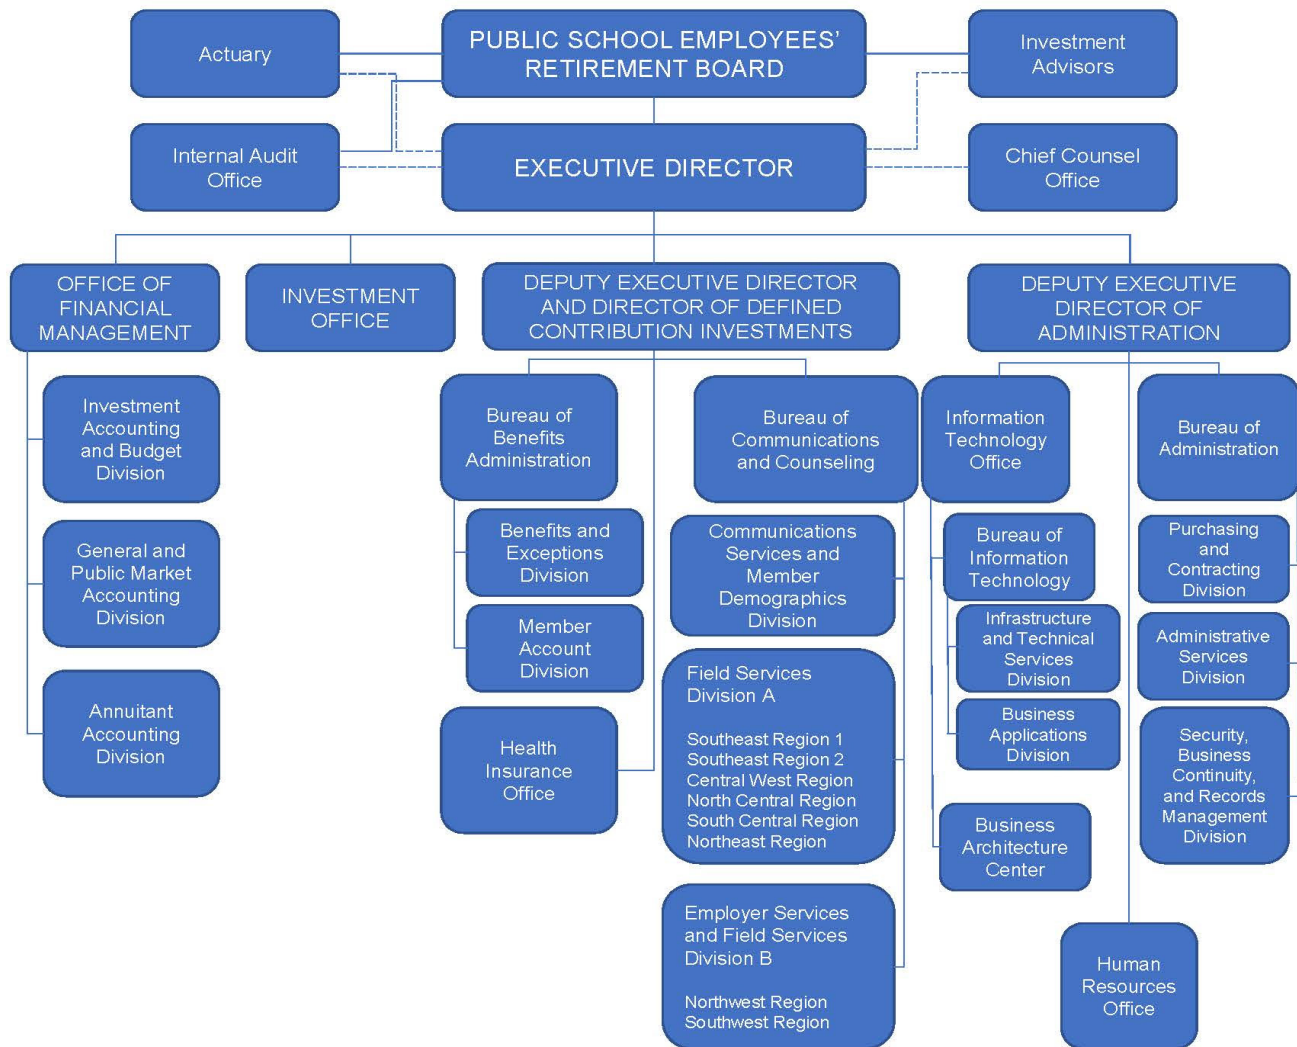 Actuary
PUBLIC SCHOOL EMPLOYEES’
RETIREMENT BOARD
Investment
Advisors
Internal Audit
Office
EXECUTIVE DIRECTOR
Chief Counsel
Office
OFFICE OF
FINANCIAL
MANAGEMENT
INVESTMENT
OFFICE
DEPUTY EXECUTIVE DIRECTOR
AND DIRECTOR OF DEFINED
CONTRIBUTION INVESTMENTS
DEPUTY EXECUTIVE
DIRECTOR OF
ADMINISTRATION
Investment
Accounting
and Budget
Division
General and
Public Market
Accounting
Division
Annuitant
Accounting
Division
Bureau of
Benefits
Administration
Benefits and
Exceptions
Division
Member
Account
Division
Health
Insurance
Office
Bureau of
Communications
and Counseling
Communications
Services and
Member
Demographics
Division
Field Services
Division A
Southeast Region 1
Southeast Region 2
Central West Region
North Central Region
South Central Region
Northeast Region
Employer Services
and Field Services
Division B
Northwest Region
Southwest Region
Information
Technology
Office
Bureau of
Information
Technology
Infrastructure
and Technical
Services
Division
Business
Applications
Division
Business
Architecture
Center
Bureau of
Administration
Purchasing
and
Contracting
Division
Administrative
Services
Division
Security,
Business
Continuity,
and Records
Management
Division
Human
Resources
Office